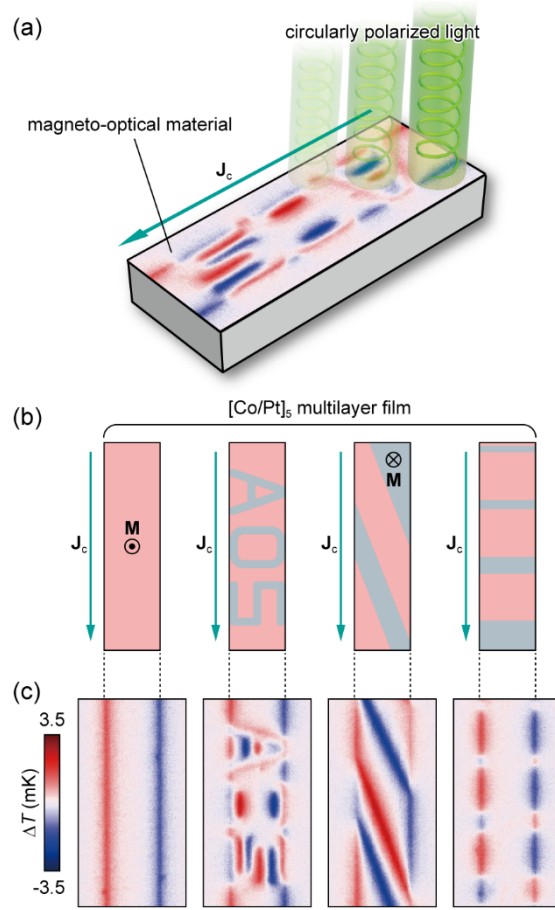 (a)
circularly polarized light
magneto-optical material
Jc
(b)
[Co/Pt]5 multilayer film
M
M
Jc
Jc
Jc
Jc
A05
(c)
3.5
ΔT (mK)
-3.5